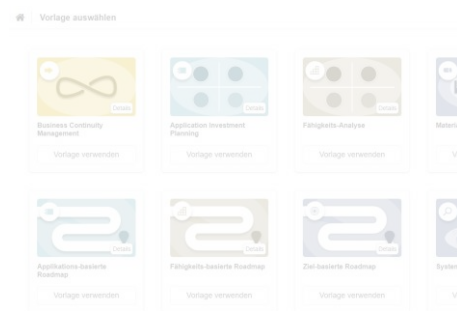 Vorlage auswählen
Details
Business Continuity
Management
Vorlage verwenden
Details
Application Investment
Planning
Vorlage verwenden
Details
Fähigkeits-Analyse
Vorlage verwenden
Details
Applikations-basierte
Roadmap
Vorlage verwenden
Details
Fähigkeits-basierte Roadmap
Vorlage verwenden
Details
Ziel-basierte Roadmap
Vorlage verwenden